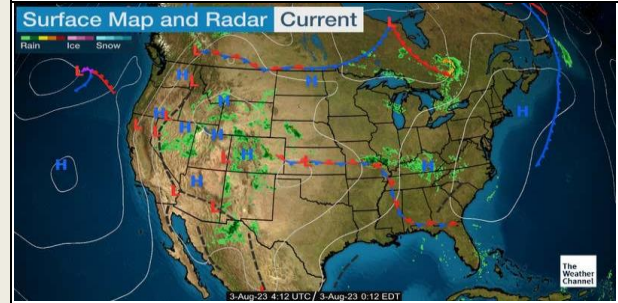 Surface Map and Radar Current
Rain Ice Snow
L
L
L H L H
H
H L H
L L H H
L H L H
H
H
L
L
L
The
Weather
Channel
3-Aug-23 4:12 UTC / 3-Aug-23 0:12 EDT